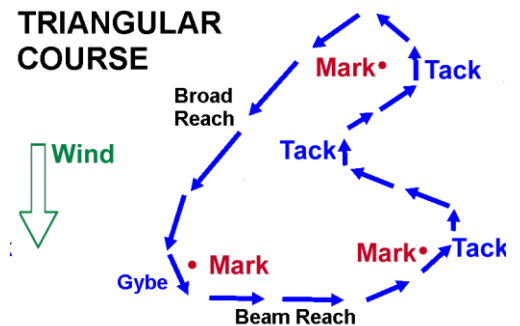 TRIANGULAR
COURSE
Mark
Tack
Broad
Reach
Wind
Tack
Mark
Mark
Tack
Gybe
Beam Reach